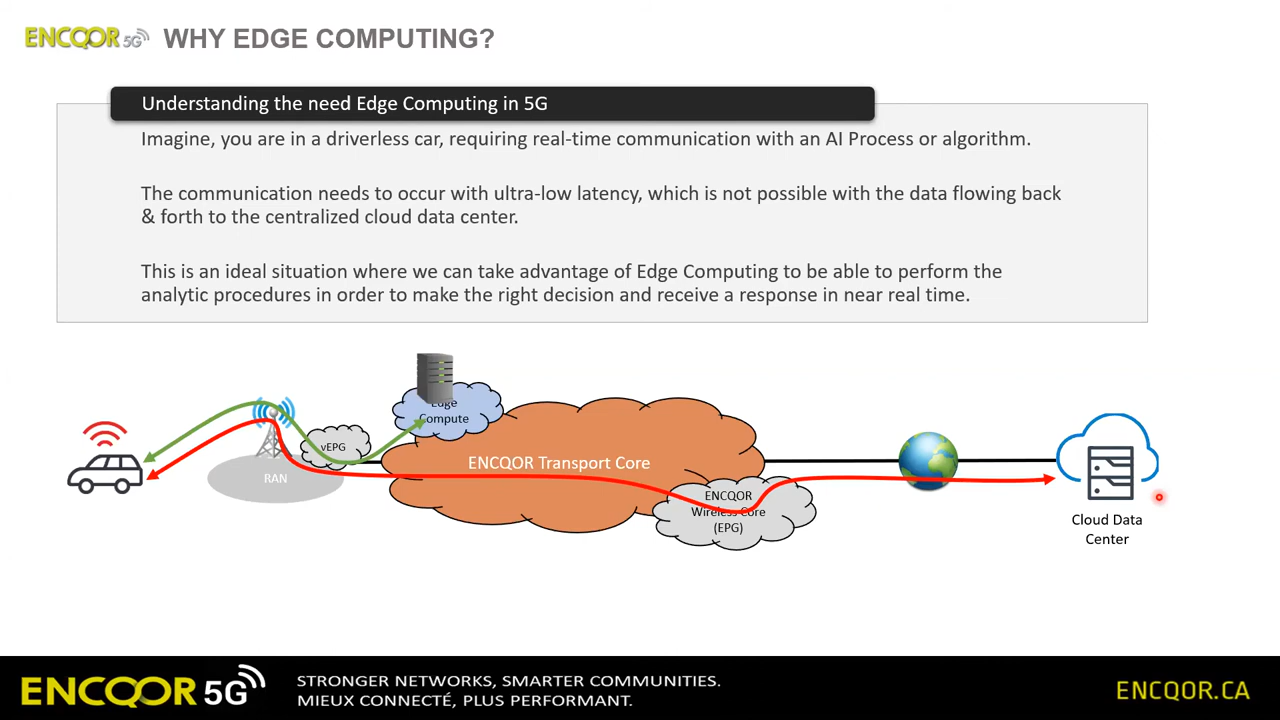 ENCQOR 5G WHY EDGE COMPUTING?
Understanding the need Edge Computing in 5G
Imagine, you are in a driverless car, requiring real-time communication with an AI Process or algorithm.
The communication needs to occur with ultra-low latency, which is not possible with the data flowing back
& forth to the centralized cloud data center.
This is an ideal situation where we can take advantage of Edge Computing to be able to perform the
analytic procedures in order to make the right decision and receive a response in near real time.
Edge
Compute
vEPG
RAN
ENCQOR Transport Core
ENCQOR
Wireless Core
(EPG)
Cloud Data
Center
ENCQOR 5G
STRONGER NETWORKS, SMARTER COMMUNITIES.
MIEUX CONNECTÉ, PLUS PERFORMANT.
ENCQOR.CA